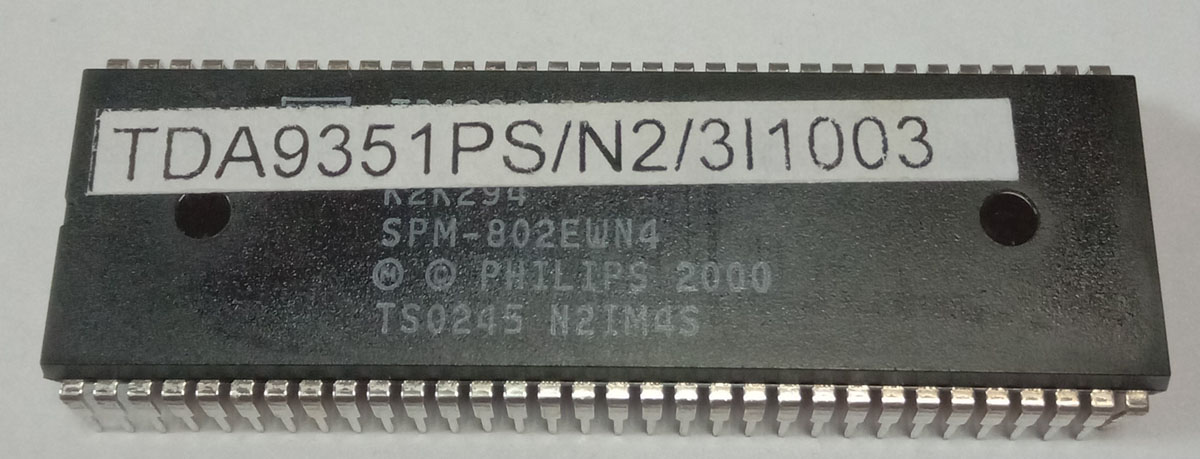 TDA9351PS/N2/3I1003
K2K294
SPM-802EWN4
Ⓜ © PHILIPS 2000
TS0245 N2IM4S